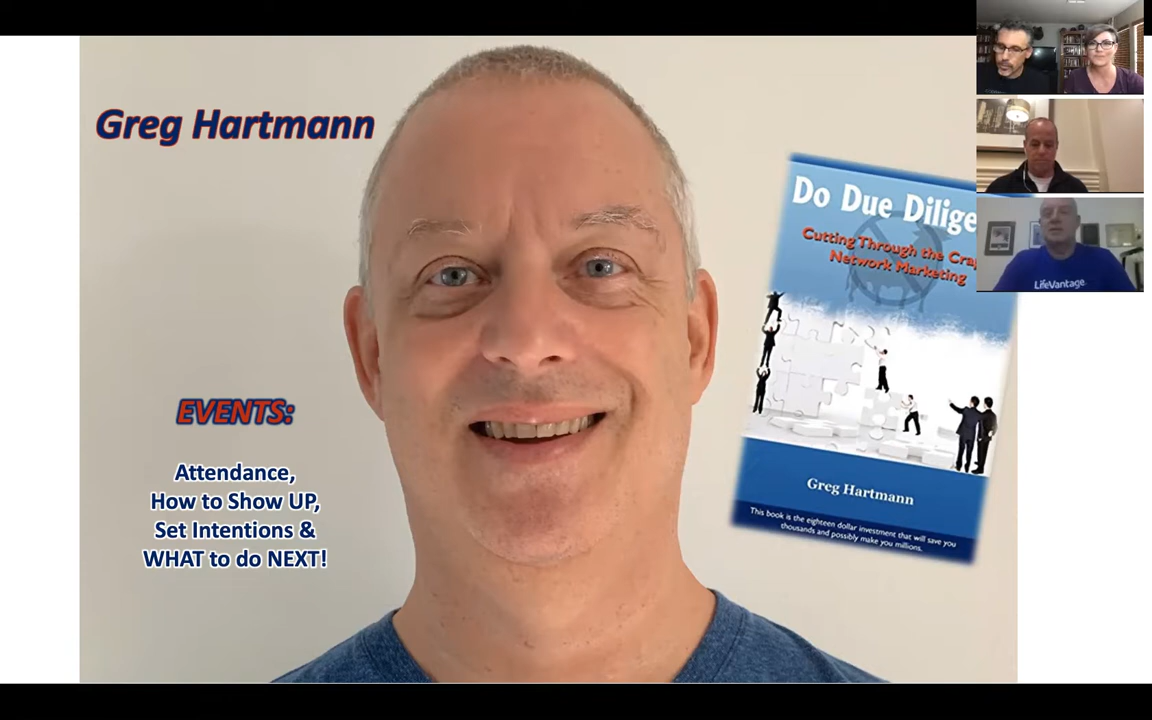 Greg Hartmann
EVENTS:
Attendance,
How to Show UP,
Set Intentions &
WHAT to do NEXT!
Do Due Dilige
Cutting Through the Crap
Network Marketing
Greg Hartmann
This book is the eighteen dollar investment that will save you
thousands and possibly make you millions.
LifeVantage